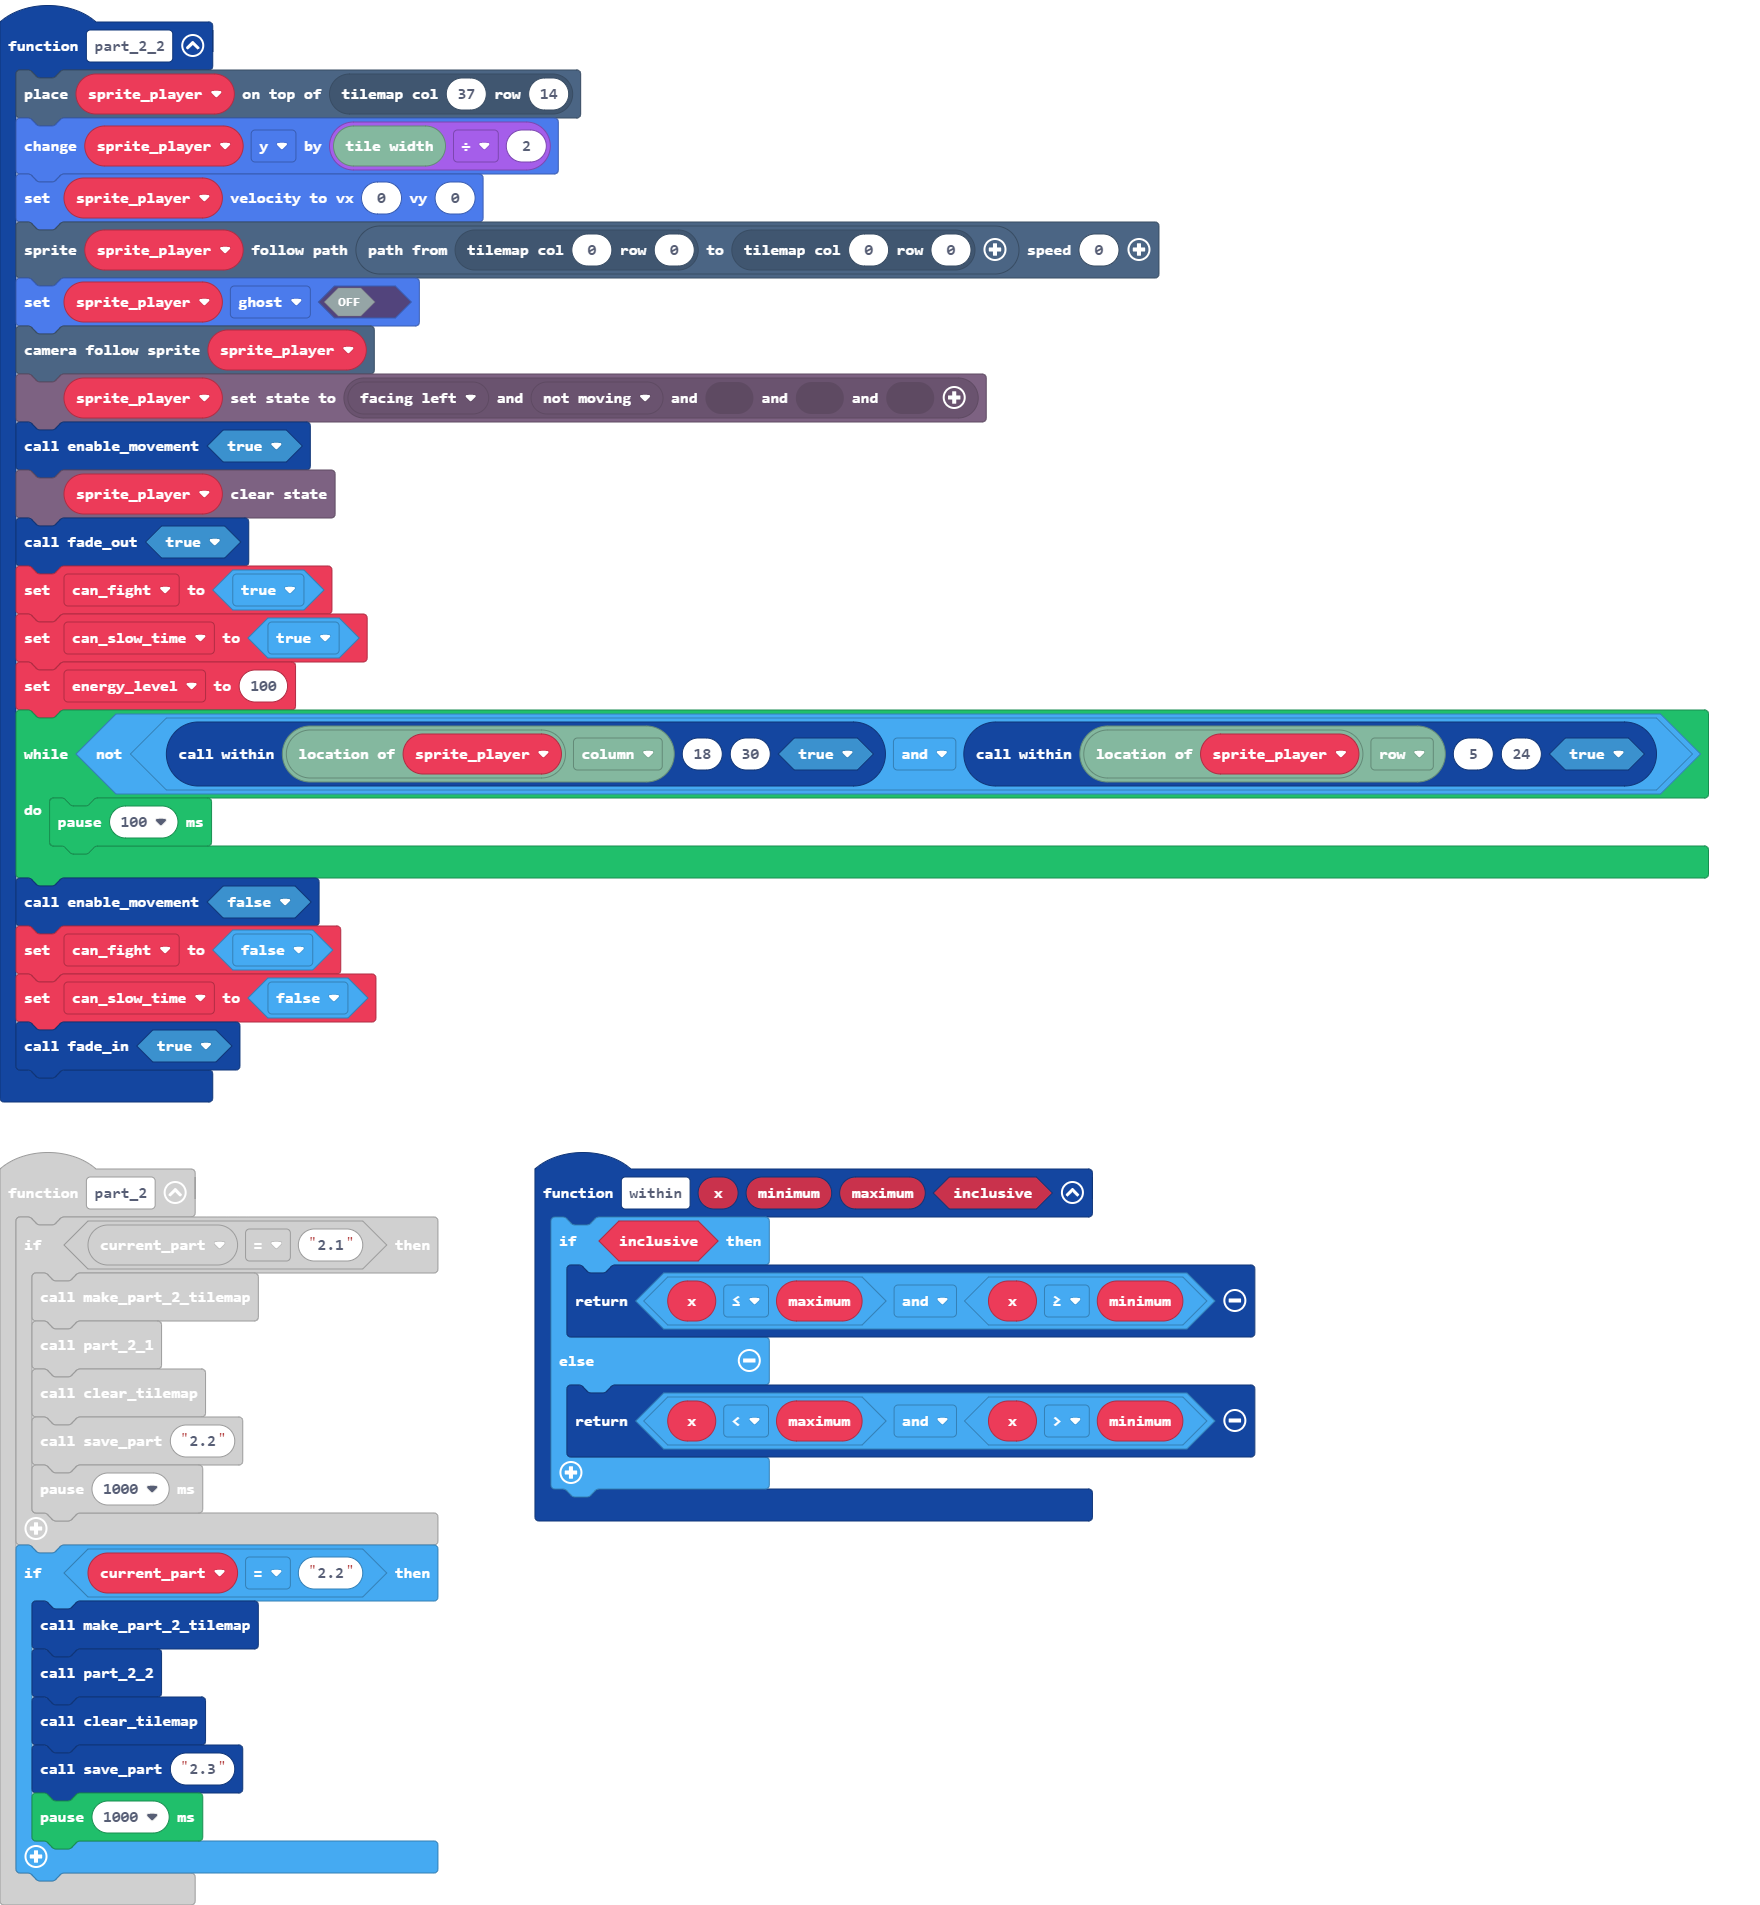 function part_2_2
place sprite_player on top of tilemap col 37 row 14
change sprite_player y by tile width ÷ 2
set sprite_player velocity to vx 0 vy 0
sprite sprite_player follow path path from tilemap col 0 row 0 to tilemap col 0 row 0 speed 0
set sprite_player ghost OFF
camera follow sprite sprite_player
sprite_player set state to facing left and not moving and and and
call enable_movement true
sprite_player clear state
call fade_out true
set can_fight to true
set can_slow_time to true
set energy_level to 100
while not call within location of sprite_player column 18 30 true and call within location of sprite_player row 5 24 true
do pause 100 ms
call enable_movement false
set can_fight to false
set can_slow_time to false
call fade_in true
function part_2
if current_part = "2.1" then
call make_part_2_tilemap
call part_2_1
call clear_tilemap
call save_part "2.2"
pause 1000 ms
if current_part = "2.2" then
call make_part_2_tilemap
call part_2_2
call clear_tilemap
call save_part "2.3"
pause 1000 ms
function within x minimum maximum inclusive
if inclusive then
return x ≤ maximum and x ≥ minimum
else
return x < maximum and x > minimum